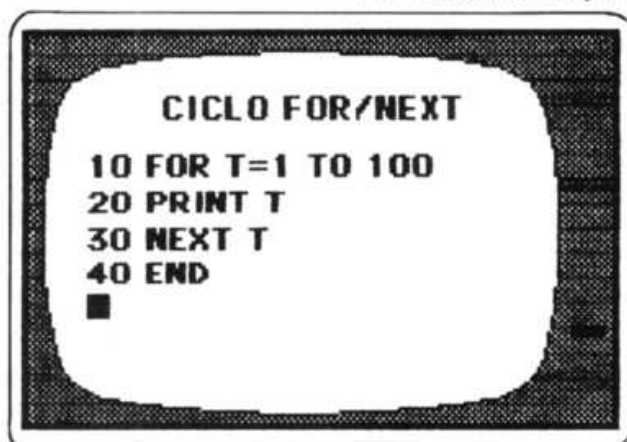 CICLO FOR/NEXT
10 FOR T=1 TO 100
20 PRINT T
30 NEXT T
40 END